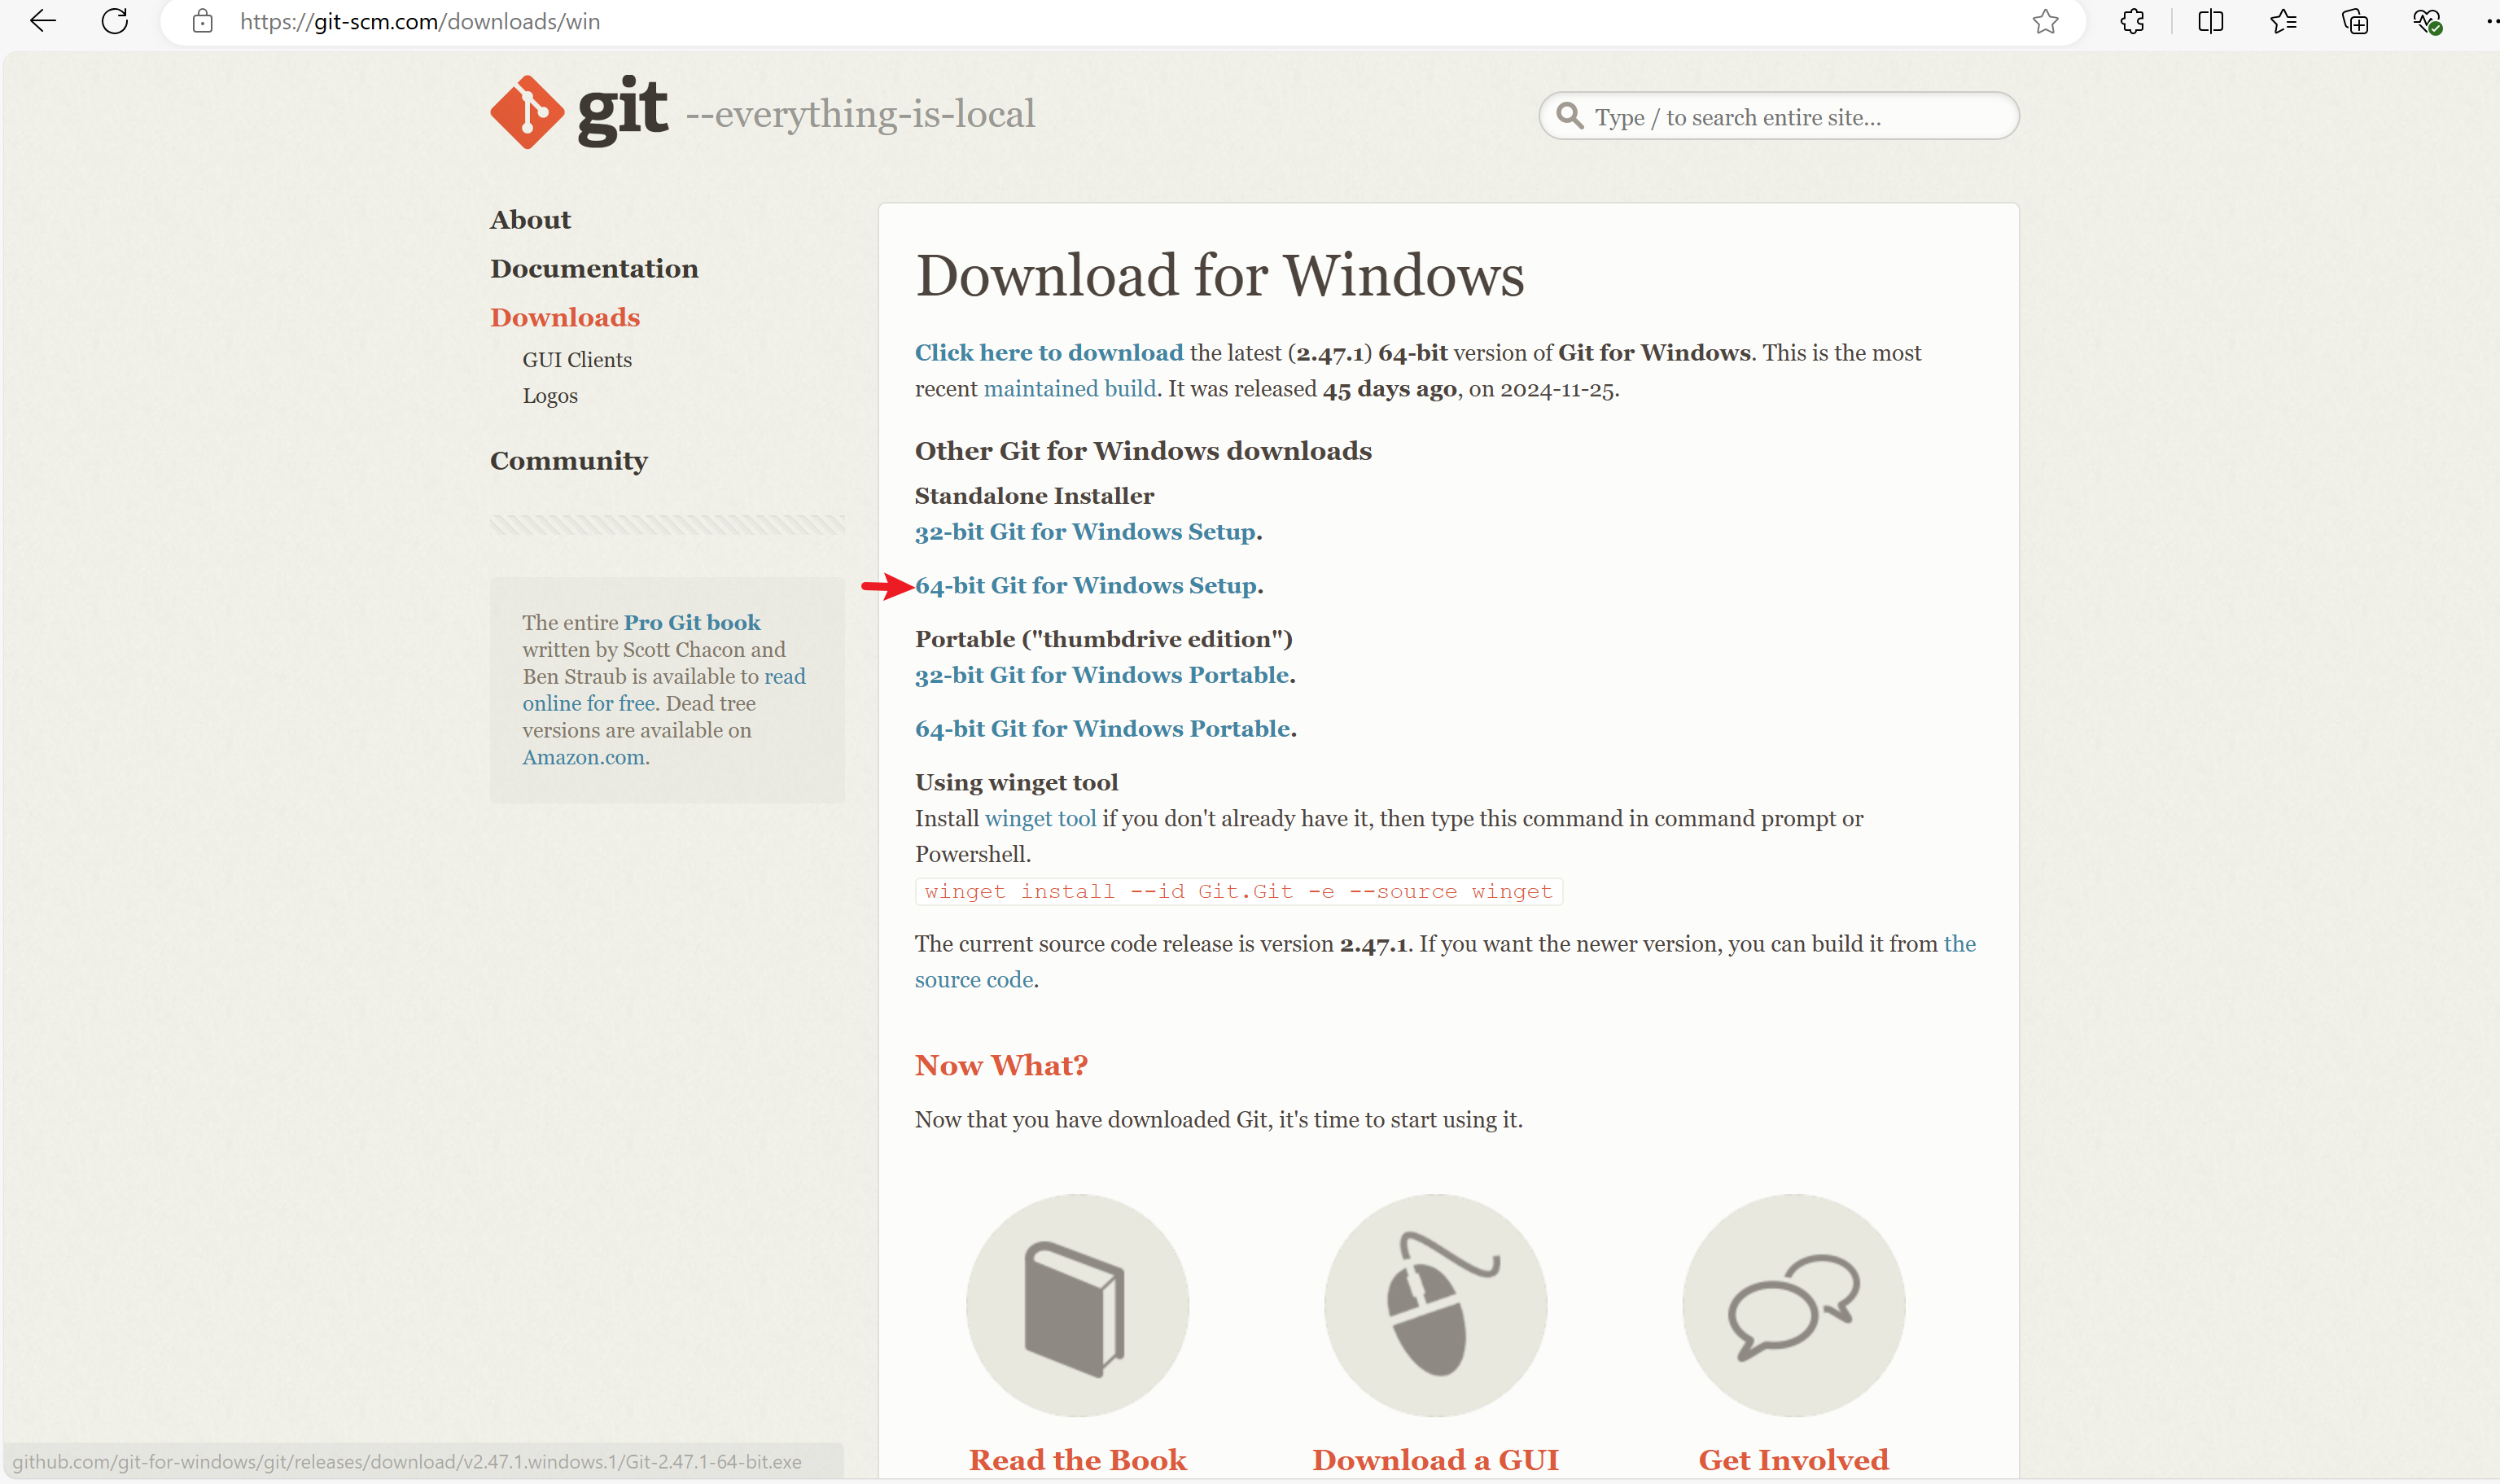 https://git-scm.com/downloads/win
git --everything-is-local
Type / to search entire site...
About
Documentation
Downloads
GUI Clients
Logos
Community
The entire Pro Git book
written by Scott Chacon and
Ben Straub is available to read
online for free. Dead tree
versions are available on
Amazon.com.
Download for Windows
Click here to download the latest (2.47.1) 64-bit version of Git for Windows. This is the most
recent maintained build. It was released 45 days ago, on 2024-11-25.
Other Git for Windows downloads
Standalone Installer
32-bit Git for Windows Setup.
64-bit Git for Windows Setup.
Portable ("thumbdrive edition")
32-bit Git for Windows Portable.
64-bit Git for Windows Portable.
Using winget tool
Install winget tool if you don't already have it, then type this command in command prompt or
Powershell.
winget install --id Git.Git -e --source winget
The current source code release is version 2.47.1. If you want the newer version, you can build it from the
source code.
Now What?
Now that you have downloaded Git, it's time to start using it.
Read the Book
Download a GUI
Get Involved
github.com/git-for-windows/git/releases/download/v2.47.1.windows.1/Git-2.47.1-64-bit.exe